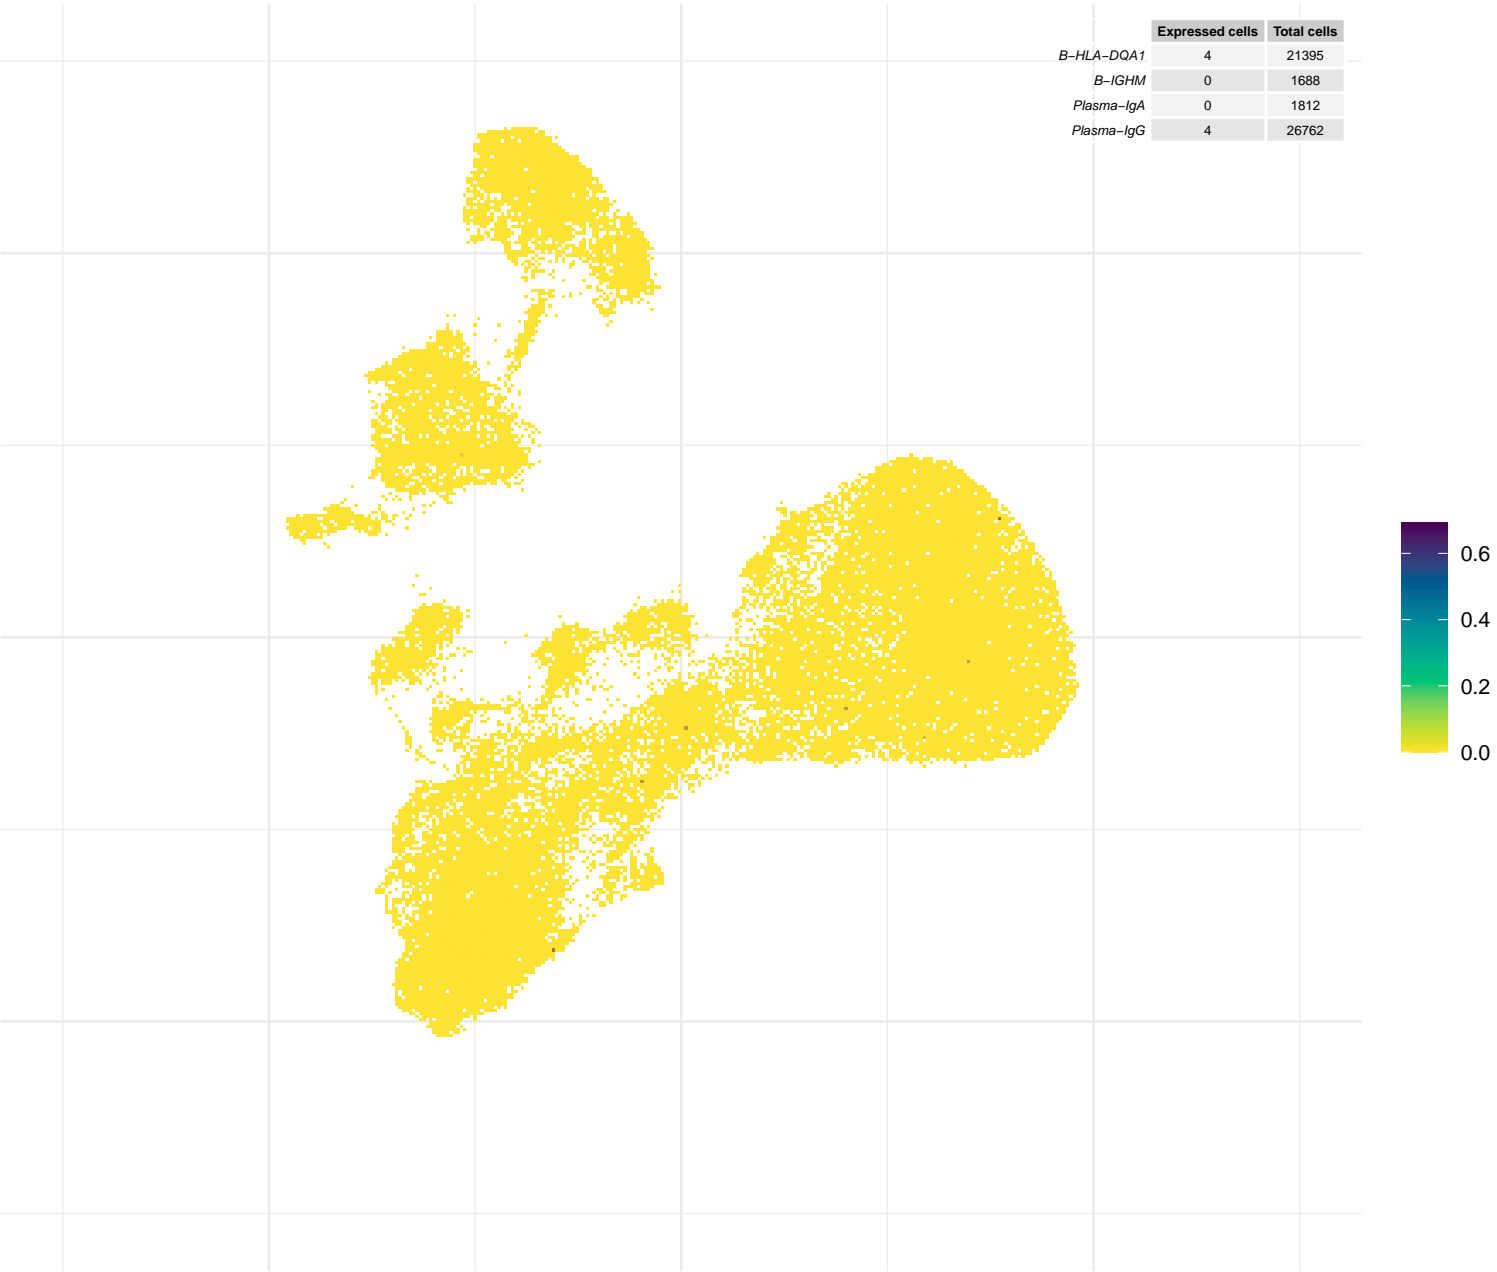 Expressed cells Total cells
B−HLA−DQA1 4 21395
B−IGHM 0 1688
Plasma−IgA 0 1812
Plasma−IgG 4 26762
0.6
0.4
0.2
0.0